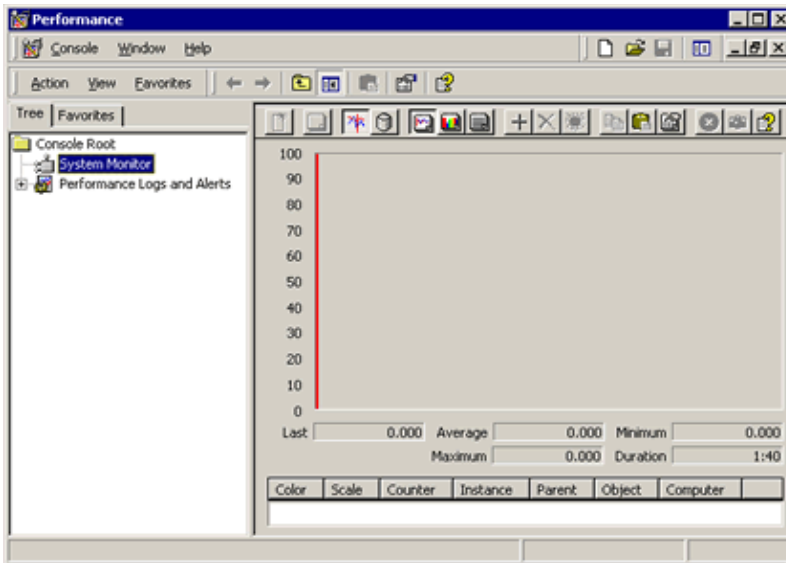 Performance
Console Window Help
Action View Favorites
Tree Favorites
Console Root
System Monitor
Performance Logs and Alerts
100
90
80
70
60
50
40
30
20
10
0
Last 0.000 Average 0.000 Minimum 0.000
Maximum 0.000 Duration 1:40
Color Scale Counter Instance Parent Object Computer